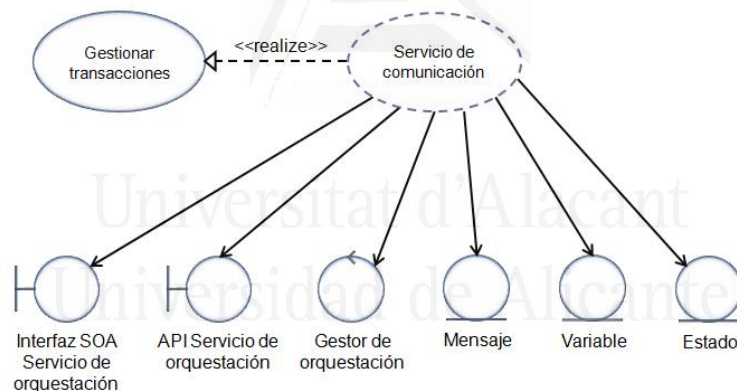 Gestionar
transacciones
<<realize>>
Servicio de
comunicación
Universitat d'Alacant
Universidad de Alicante
Interfaz SOA
Servicio de
orquestación
API Servicio de
orquestación
Gestor de
orquestación
Mensaje
Variable
Estado